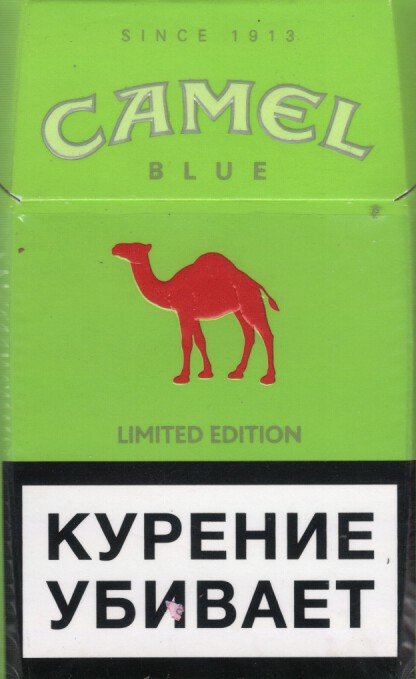 SINCE 1913
CAMEL
BLUE
LIMITED EDITION
КУРЕНИЕ
УБИВАЕТ